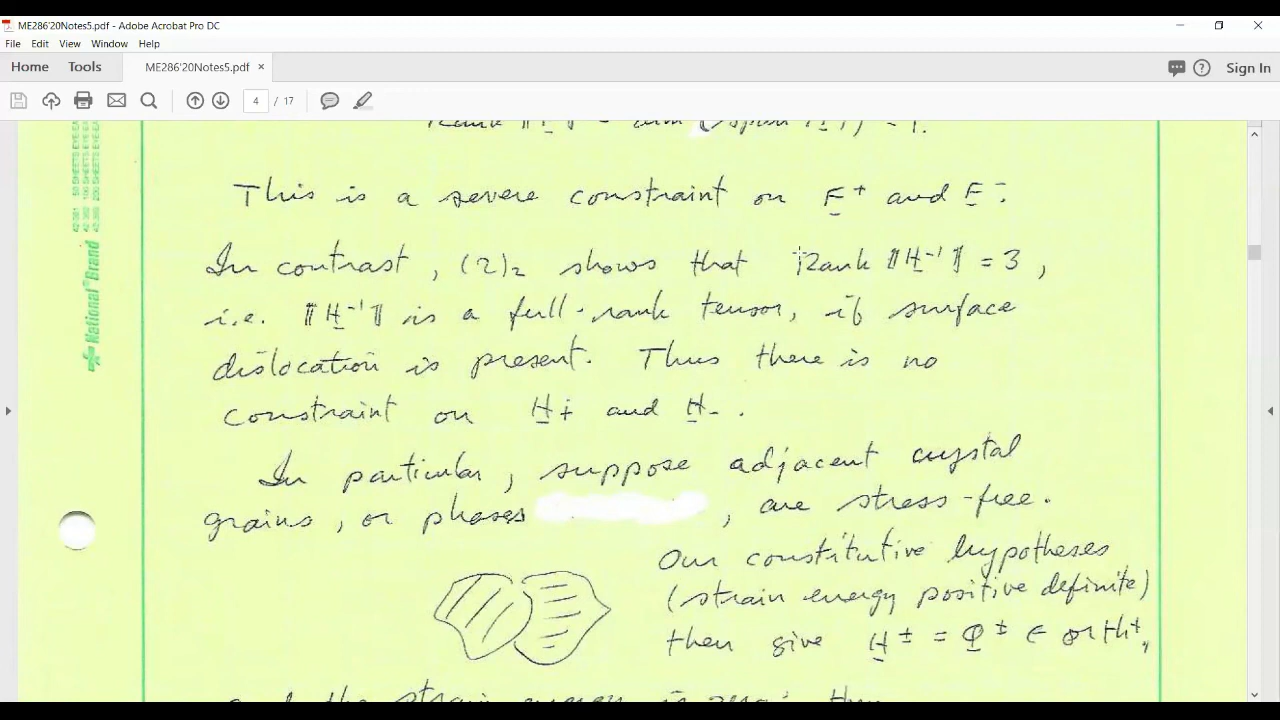 ME286'20Notes5.pdf - Adobe Acrobat Pro DC
File Edit View Window Help
Home Tools ME286'20Notes5.pdf × Sign In
4 / 17
This is a severe constraint on F⁺ and F⁻.
In contrast, (2)₂ shows that Rank ⟦H⁻¹⟧ = 3,
i.e. ⟦H⁻¹⟧ is a full-rank tensor, if surface
dislocation is present. Thus there is no
constraint on H+ and H-.
In particular, suppose adjacent crystal
grains, or phases , are stress-free.
Our constitutive hypotheses
(strain energy positive definite)
then give H± = Q± ∈ Orth⁺,
National® Brand